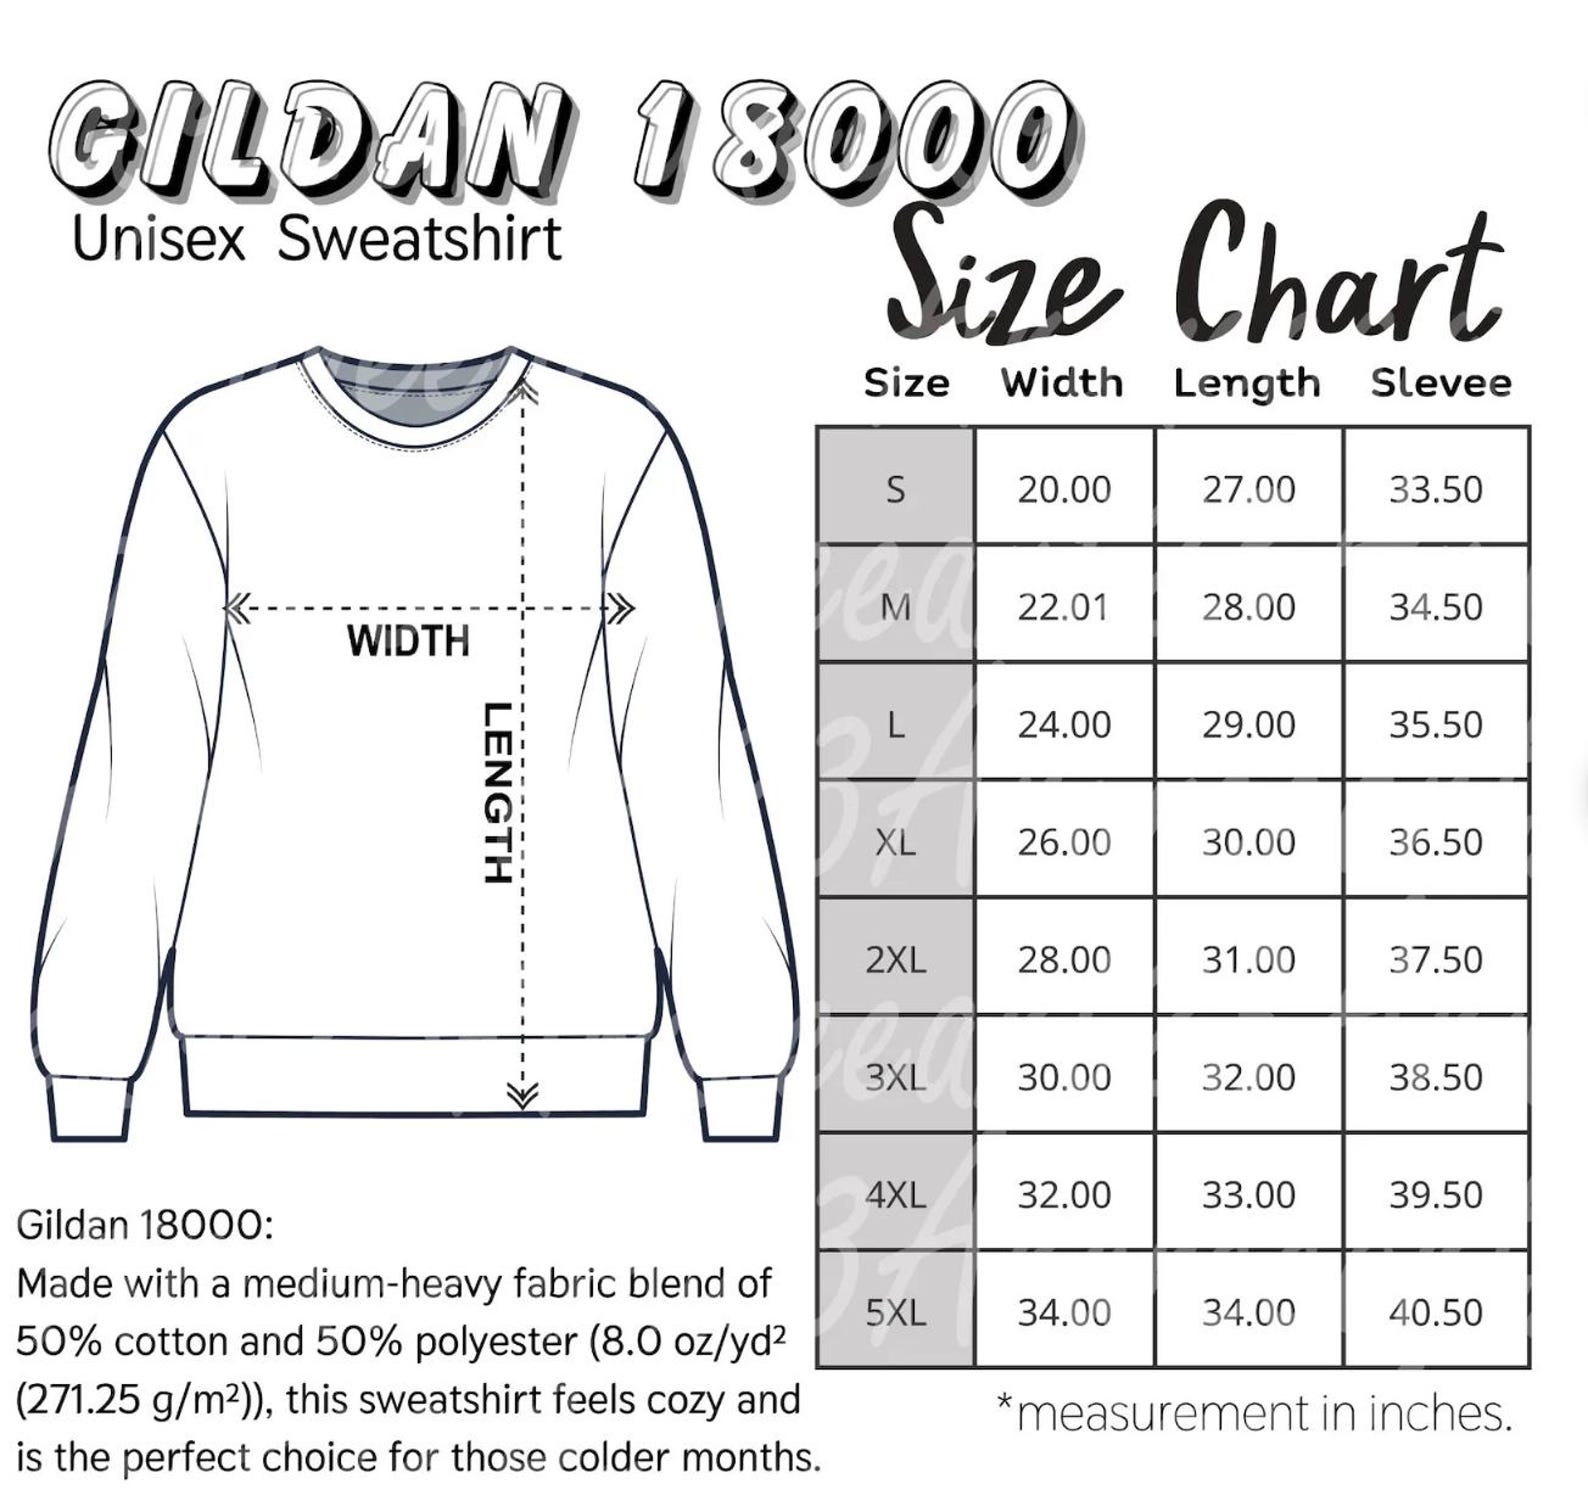 GILDAN 18000
Unisex Sweatshirt
Size Chart
Size Width Length Slevee
S 20.00 27.00 33.50
M 22.01 28.00 34.50
L 24.00 29.00 35.50
XL 26.00 30.00 36.50
2XL 28.00 31.00 37.50
3XL 30.00 32.00 38.50
4XL 32.00 33.00 39.50
5XL 34.00 34.00 40.50
*measurement in inches.
WIDTH
LENGTH
Gildan 18000:
Made with a medium-heavy fabric blend of
50% cotton and 50% polyester (8.0 oz/yd²
(271.25 g/m²)), this sweatshirt feels cozy and
is the perfect choice for those colder months.